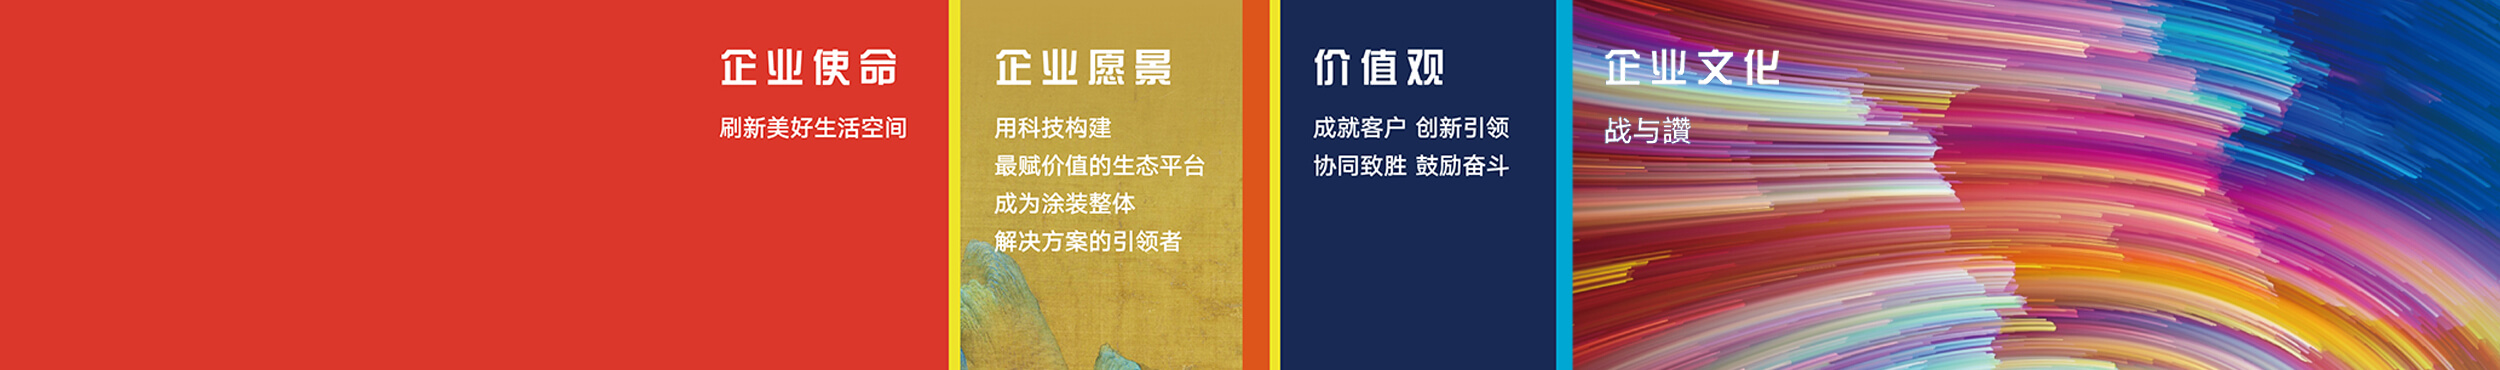 企业使命
刷新美好生活空间
企业愿景
用科技构建
最赋价值的生态平台
成为涂装整体
解决方案的引领者
价值观
成就客户 创新引领
协同致胜 鼓励奋斗
企业文化
战与讚